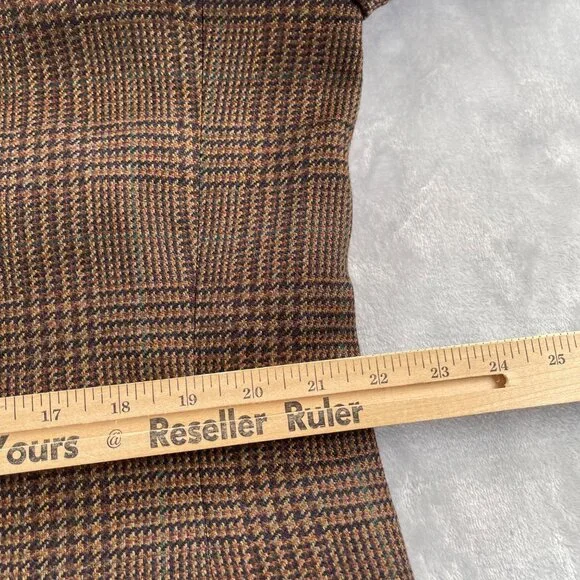 17 18 19 20 21 22 23 24 25
Yours @ Reseller Ruler